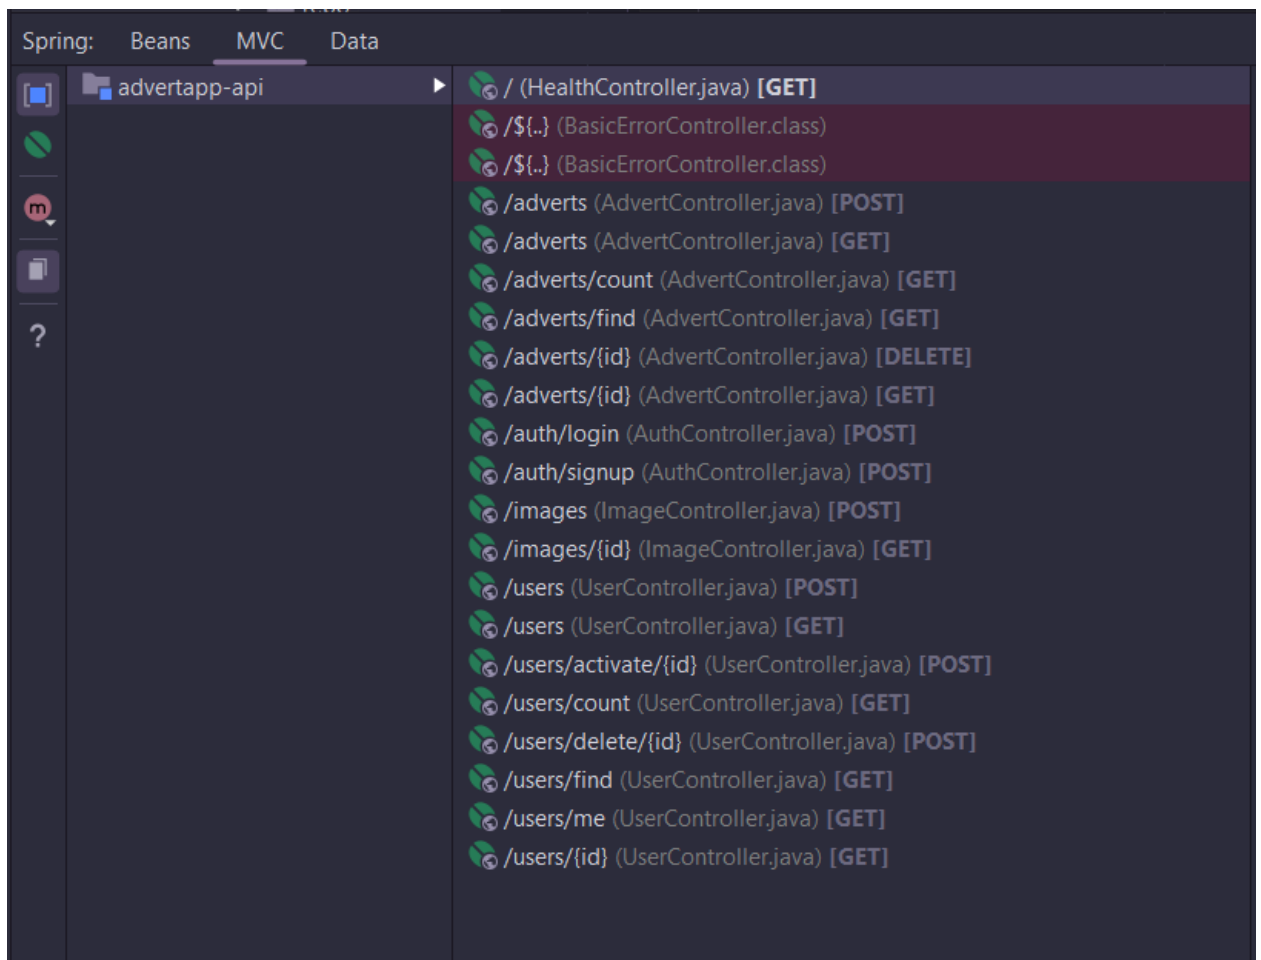 Spring: Beans MVC Data
advertapp-api
/ (HealthController.java) [GET]
/${..} (BasicErrorController.class)
/${..} (BasicErrorController.class)
/adverts (AdvertController.java) [POST]
/adverts (AdvertController.java) [GET]
/adverts/count (AdvertController.java) [GET]
/adverts/find (AdvertController.java) [GET]
/adverts/{id} (AdvertController.java) [DELETE]
/adverts/{id} (AdvertController.java) [GET]
/auth/login (AuthController.java) [POST]
/auth/signup (AuthController.java) [POST]
/images (ImageController.java) [POST]
/images/{id} (ImageController.java) [GET]
/users (UserController.java) [POST]
/users (UserController.java) [GET]
/users/activate/{id} (UserController.java) [POST]
/users/count (UserController.java) [GET]
/users/delete/{id} (UserController.java) [POST]
/users/find (UserController.java) [GET]
/users/me (UserController.java) [GET]
/users/{id} (UserController.java) [GET]
m
?